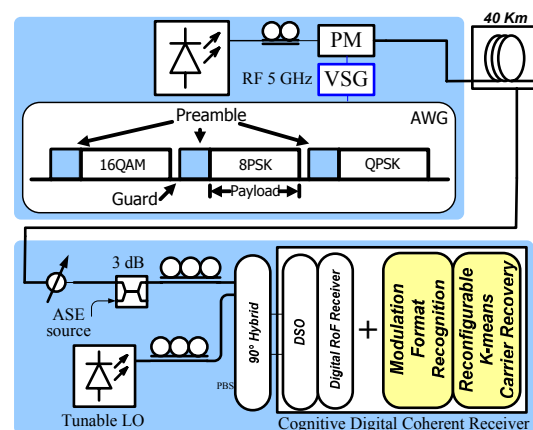 40 Km
PM
RF 5 GHz
VSG
AWG
Preamble
16QAM
8PSK
QPSK
Guard
Payload
3 dB
ASE
source
90° Hybrid
DSO
Digital RoF Receiver
+
Modulation
Format
Recognition
Reconfigurable
K-means
Carrier Recovery
PBS
Tunable LO
Cognitive Digital Coherent Receiver